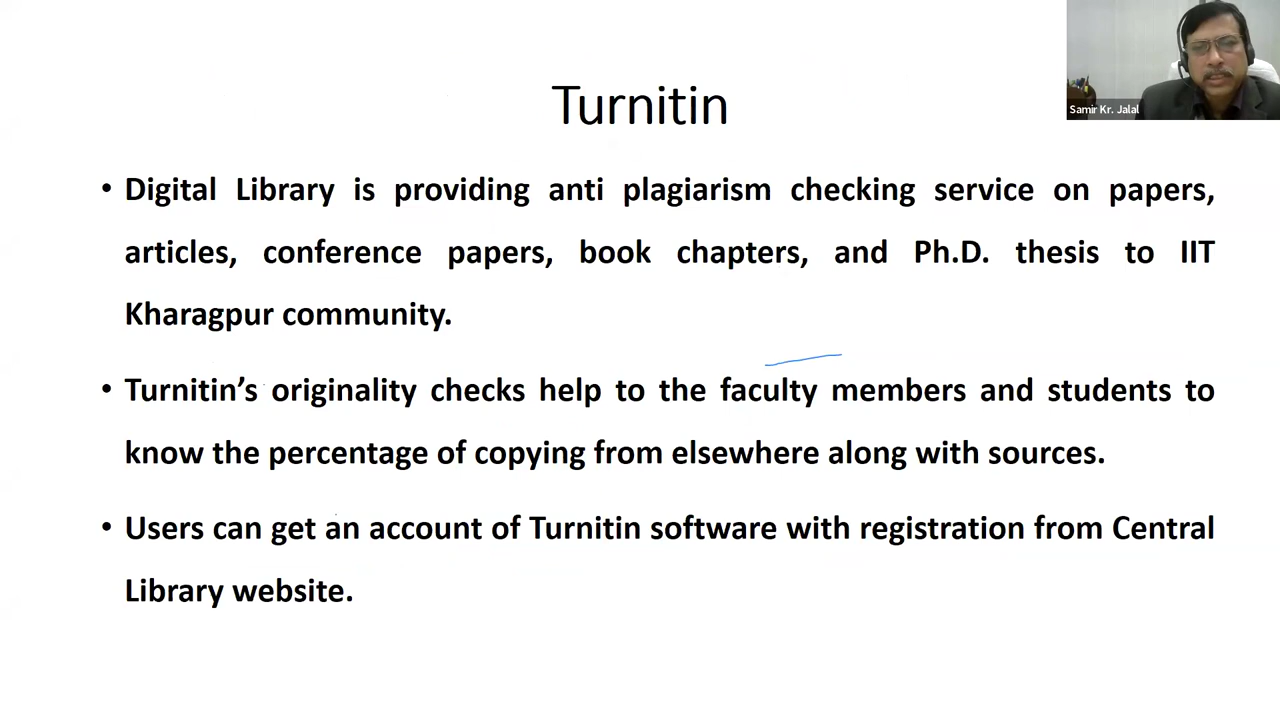 Samir Kr. Jalal
Turnitin
• Digital Library is providing anti plagiarism checking service on papers,
articles, conference papers, book chapters, and Ph.D. thesis to IIT
Kharagpur community.
• Turnitin’s originality checks help to the faculty members and students to
know the percentage of copying from elsewhere along with sources.
• Users can get an account of Turnitin software with registration from Central
Library website.